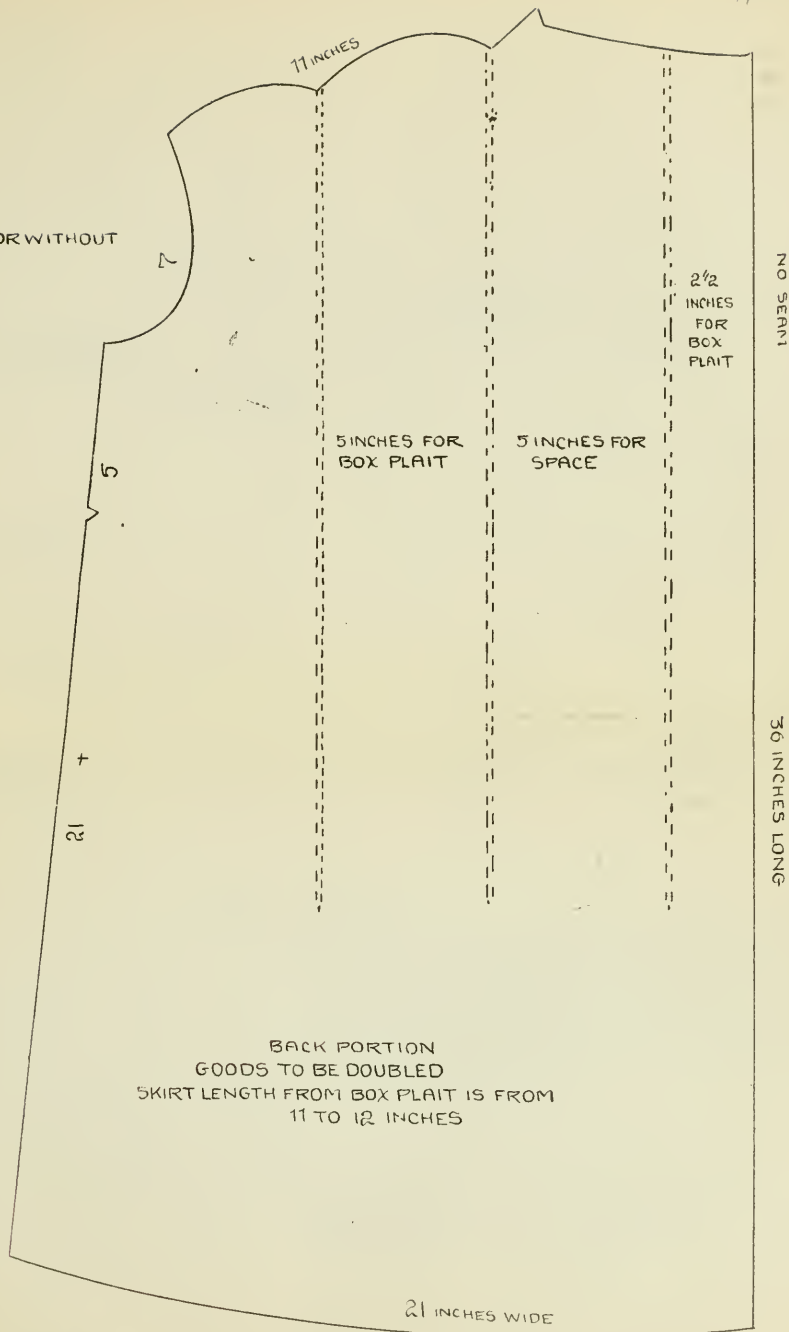 11 INCHES
OR WITHOUT
7
NO SEAM
2 1/2
INCHES
FOR
BOX
PLAIT
5 INCHES FOR
BOX PLAIT
5 INCHES FOR
SPACE
5
36 INCHES LONG
21
BACK PORTION
GOODS TO BE DOUBLED
SKIRT LENGTH FROM BOX PLAIT IS FROM
11 TO 12 INCHES
21 INCHES WIDE